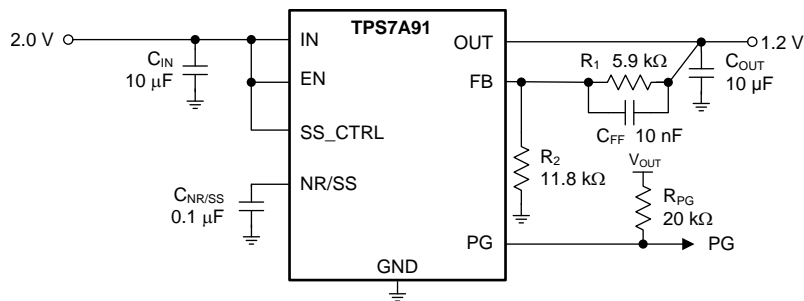 TPS7A91
2.0 V
IN
OUT
1.2 V
C_IN
10 μF
R_1 5.9 kΩ
C_OUT
10 μF
EN
FB
C_FF 10 nF
SS_CTRL
R_2
11.8 kΩ
V_OUT
C_NR/SS
0.1 μF
NR/SS
R_PG
20 kΩ
PG
PG
GND